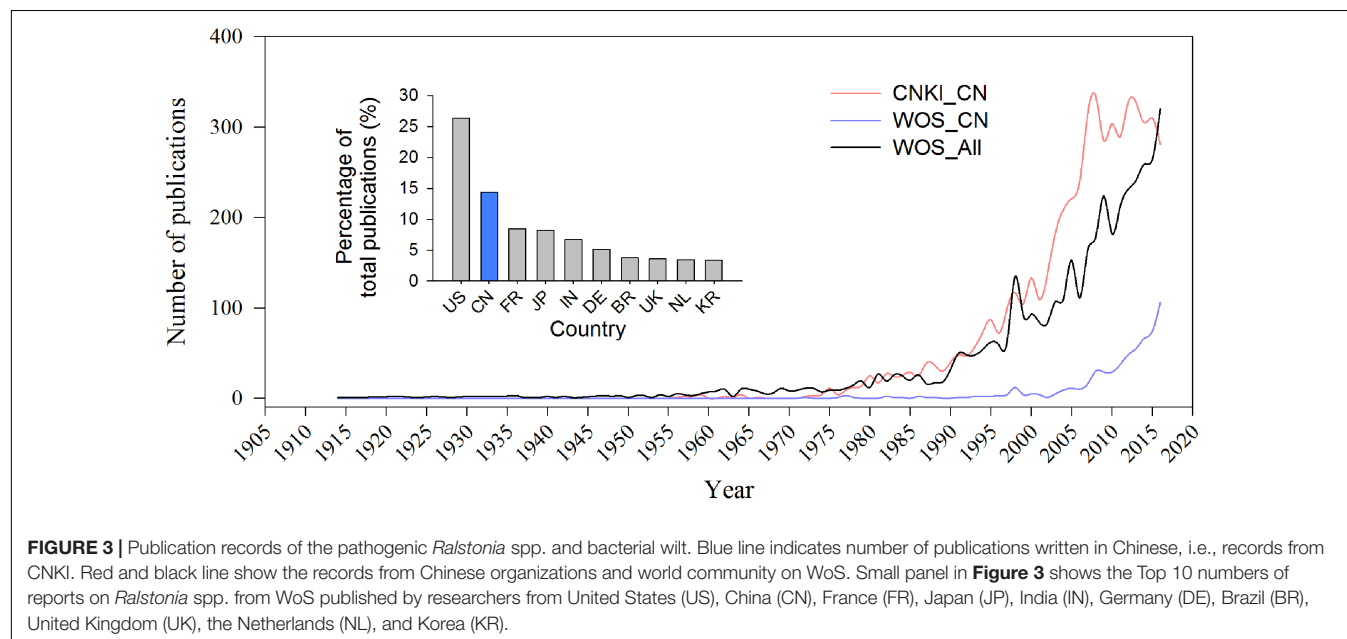 400
300
200
100
0
Number of publications
30
25
20
15
10
5
0
Percentage of
total publications (%)
US
CN
FR
JP
IN
DE
BR
UK
NL
KR
Country
CNKI_CN
WOS_CN
WOS_All
1905
1910
1915
1920
1925
1930
1935
1940
1945
1950
1955
1960
1965
1970
1975
1980
1985
1990
1995
2000
2005
2010
2015
2020
Year
FIGURE 3 | Publication records of the pathogenic Ralstonia spp. and bacterial wilt. Blue line indicates number of publications written in Chinese, i.e., records from
CNKI. Red and black line show the records from Chinese organizations and world community on WoS. Small panel in Figure 3 shows the Top 10 numbers of
reports on Ralstonia spp. from WoS published by researchers from United States (US), China (CN), France (FR), Japan (JP), India (IN), Germany (DE), Brazil (BR),
United Kingdom (UK), the Netherlands (NL), and Korea (KR).